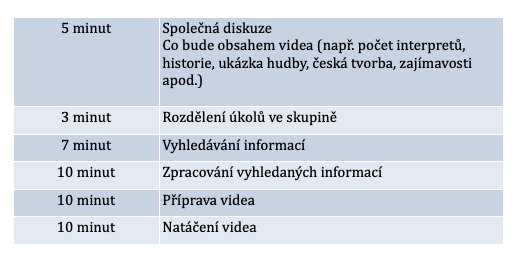 5 minut Společná diskuze
Co bude obsahem videa (např. počet interpretů,
historie, ukázka hudby, česká tvorba, zajímavosti
apod.)
3 minut Rozdělení úkolů ve skupině
7 minut Vyhledávání informací
10 minut Zpracování vyhledaných informací
10 minut Příprava videa
10 minut Natáčení videa